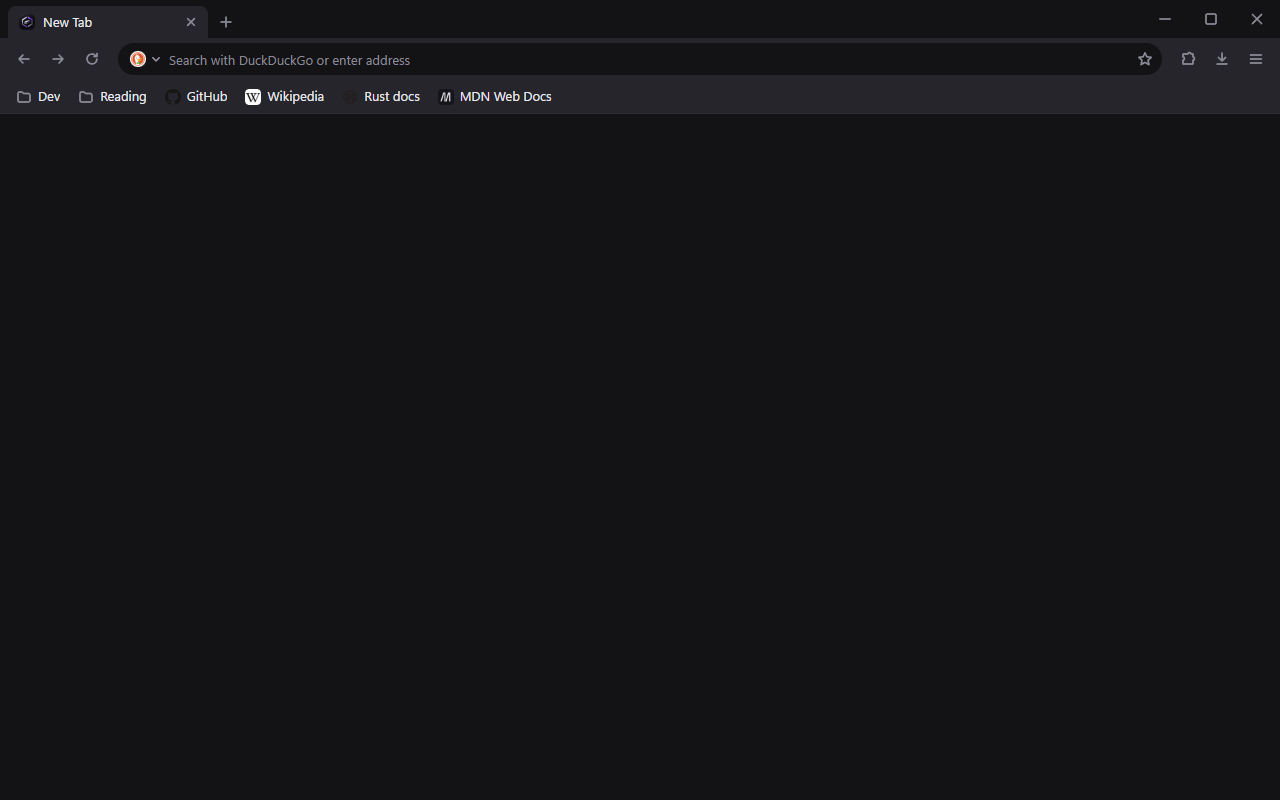 New Tab
Search with DuckDuckGo or enter address
Dev Reading GitHub Wikipedia Rust docs MDN Web Docs